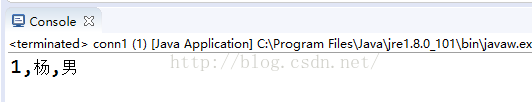 Console
<terminated> conn1 (1) [Java Application] C:\Program Files\Java\jre1.8.0_101\bin\javaw.ex
http://blog.csdn.net/
1,杨,男